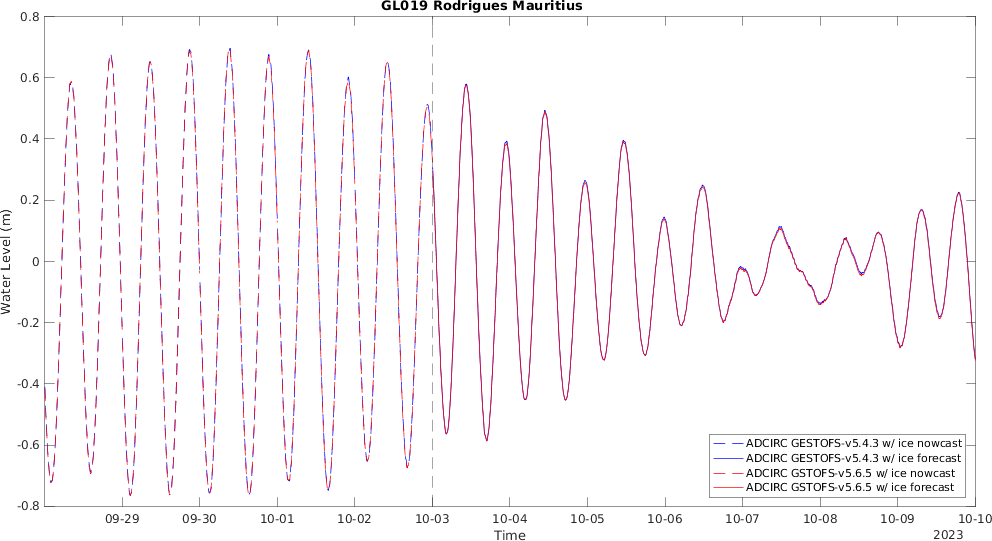 GL019 Rodrigues Mauritius
0.8
0.6
0.4
0.2
0
-0.2
-0.4
-0.6
-0.8
Water Level (m)
09-29 09-30 10-01 10-02 10-03 10-04 10-05 10-06 10-07 10-08 10-09 10-10
Time
2023
ADCIRC GESTOFS-v5.4.3 w/ ice nowcast
ADCIRC GESTOFS-v5.4.3 w/ ice forecast
ADCIRC GSTOFS-v5.6.5 w/ ice nowcast
ADCIRC GSTOFS-v5.6.5 w/ ice forecast